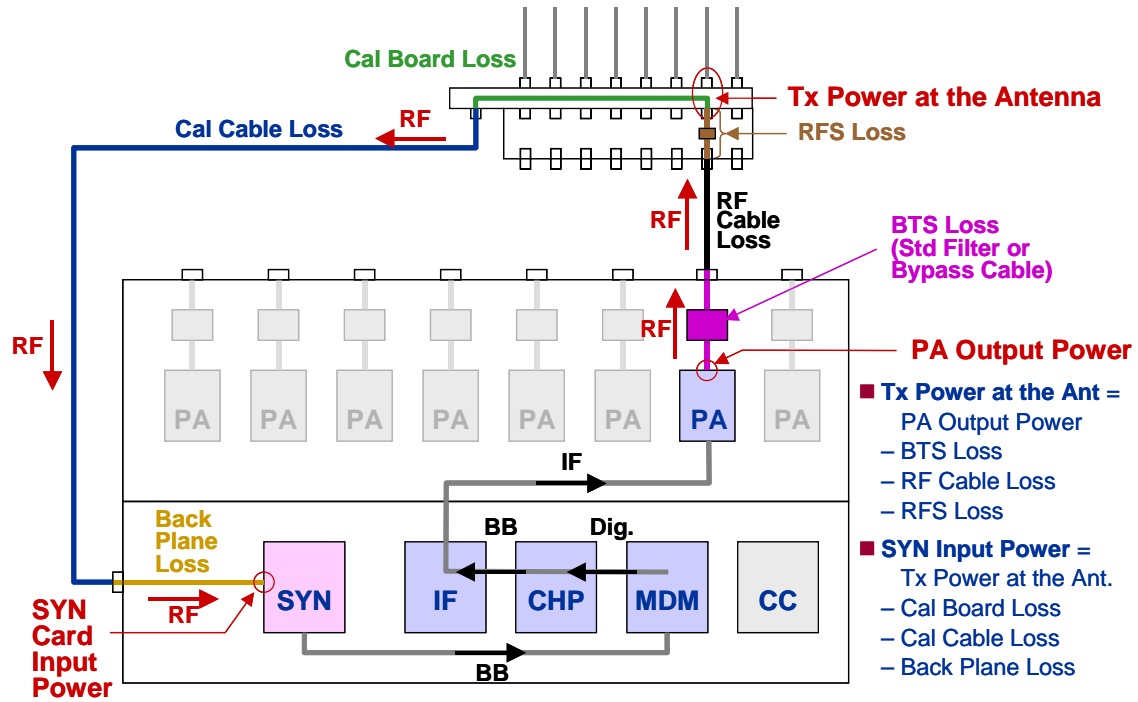 Cal Board Loss
Tx Power at the Antenna
RF
Cal Cable Loss
RFS Loss
RF
RF
Cable
Loss
BTS Loss
(Std Filter or
Bypass Cable)
RF
RF
PA Output Power
PA
PA
PA
PA
PA
PA
PA
PA
■ Tx Power at the Ant =
PA Output Power
– BTS Loss
– RF Cable Loss
– RFS Loss
IF
Back
Plane
Loss
BB
Dig.
■ SYN Input Power =
Tx Power at the Ant.
– Cal Board Loss
– Cal Cable Loss
– Back Plane Loss
SYN
IF
CHP
MDM
CC
RF
SYN
Card
Input
Power
BB